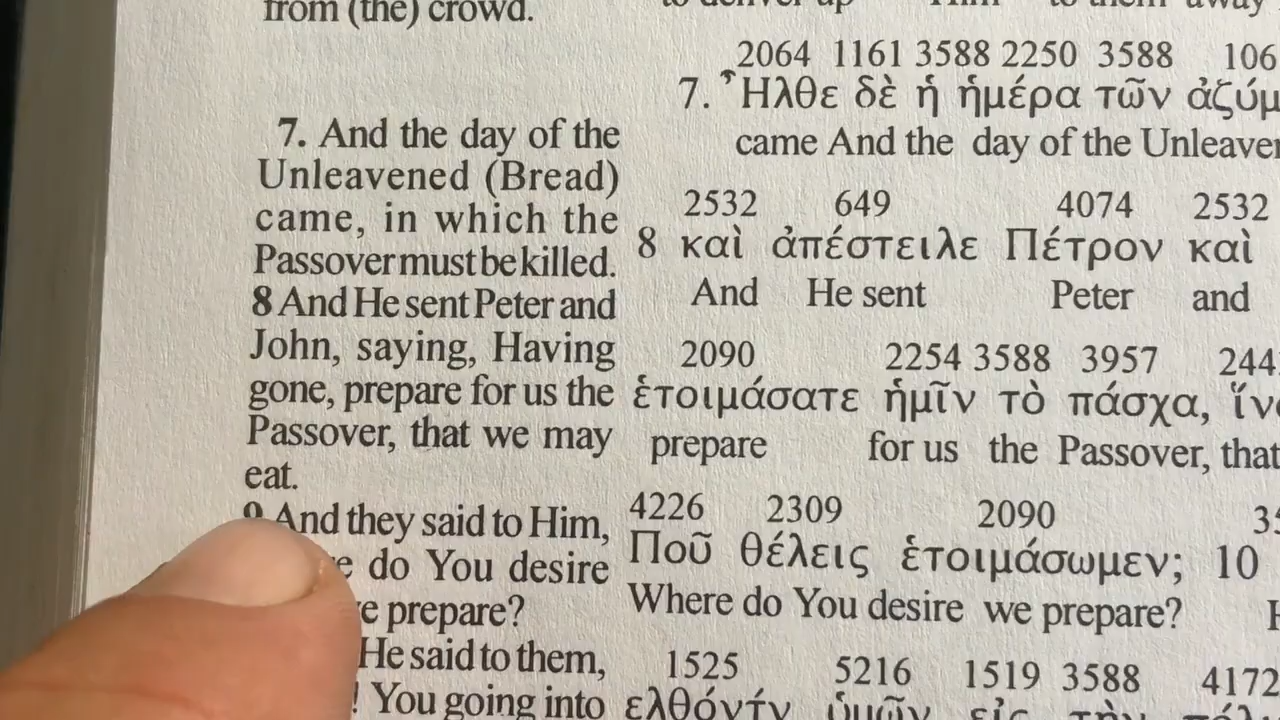 from (the) crowd.
7. And the day of the
Unleavened (Bread)
came, in which the
Passover must be killed.
8 And He sent Peter and
John, saying, Having
gone, prepare for us the
Passover, that we may
eat.
9 And they said to Him,
do You desire
prepare?
He said to them,
! You going into
to deliver up Him to them away
2064 1161 3588 2250 3588 106
7. Ἦλθε δὲ ἡ ἡμέρα τῶν ἀζύμ
came And the day of the Unleave
2532 649 4074 2532
8 καὶ ἀπέστειλε Πέτρον καὶ
And He sent Peter and
2090 2254 3588 3957 244
ἑτοιμάσατε ἡμῖν τὸ πάσχα,
prepare for us the Passover, that
4226 2309 2090
Ποῦ θέλεις ἑτοιμάσωμεν; 10
Where do You desire we prepare?
1525 5216 1519 3588 4172
ὑμῶν εἰς τὴν